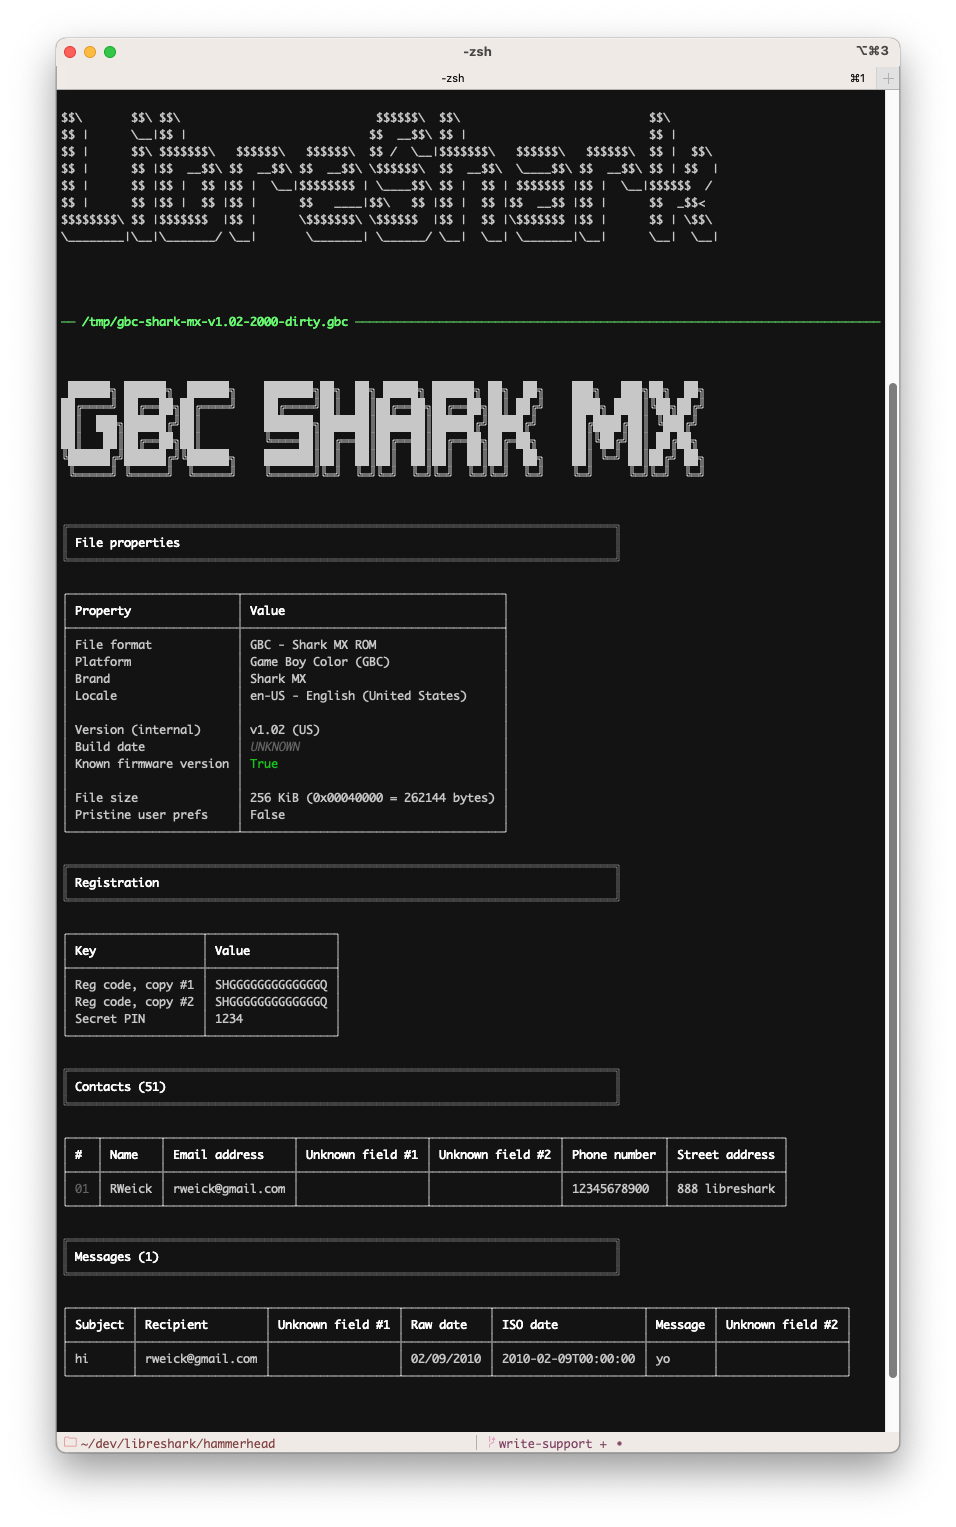 -zsh
⌥⌘3
-zsh
⌘1
LibreShark
/tmp/gbc-shark-mx-v1.02-2000-dirty.gbc
GBC SHARK MX
File properties
Property Value
File format GBC - Shark MX ROM
Platform Game Boy Color (GBC)
Brand Shark MX
Locale en-US - English (United States)
Version (internal) v1.02 (US)
Build date UNKNOWN
Known firmware version True
File size 256 KiB (0x00040000 = 262144 bytes)
Pristine user prefs False
Registration
Key Value
Reg code, copy #1 SHGGGGGGGGGGGGGQ
Reg code, copy #2 SHGGGGGGGGGGGGGQ
Secret PIN 1234
Contacts (51)
# Name Email address Unknown field #1 Unknown field #2 Phone number Street address
01 RWeick rweick@gmail.com 12345678900 888 libreshark
Messages (1)
Subject Recipient Unknown field #1 Raw date ISO date Message Unknown field #2
hi rweick@gmail.com 02/09/2010 2010-02-09T00:00:00 yo
~/dev/libreshark/hammerhead
write-support + •